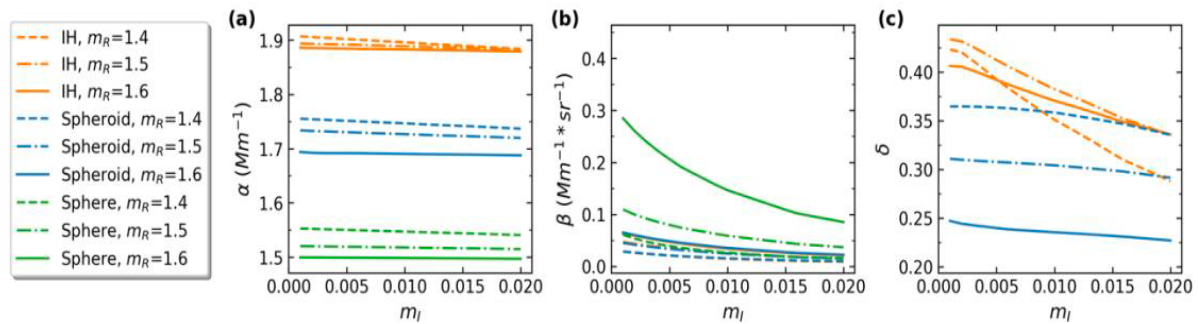 IH, m_R=1.4
IH, m_R=1.5
IH, m_R=1.6
Spheroid, m_R=1.4
Spheroid, m_R=1.5
Spheroid, m_R=1.6
Sphere, m_R=1.4
Sphere, m_R=1.5
Sphere, m_R=1.6
(a)
α (Mm⁻¹)
1.9
1.8
1.7
1.6
1.5
0.000 0.005 0.010 0.015 0.020
m_I
(b)
β (Mm⁻¹*sr⁻¹)
0.4
0.3
0.2
0.1
0.0
0.000 0.005 0.010 0.015 0.020
m_I
(c)
δ
0.40
0.35
0.30
0.25
0.20
0.000 0.005 0.010 0.015 0.020
m_I